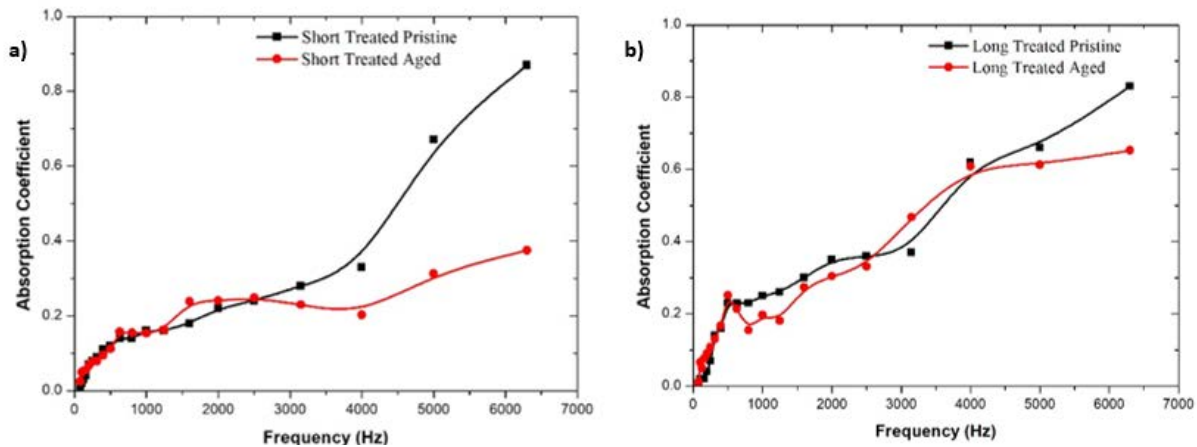 a)
1.0
0.8
0.6
0.4
0.2
0.0
Absorption Coefficient
Short Treated Pristine
Short Treated Aged
0 1000 2000 3000 4000 5000 6000 7000
Frequency (Hz)
b)
1.0
0.8
0.6
0.4
0.2
0.0
Absorption Coefficient
Long Treated Pristine
Long Treated Aged
0 1000 2000 3000 4000 5000 6000 7000
Frequency (Hz)